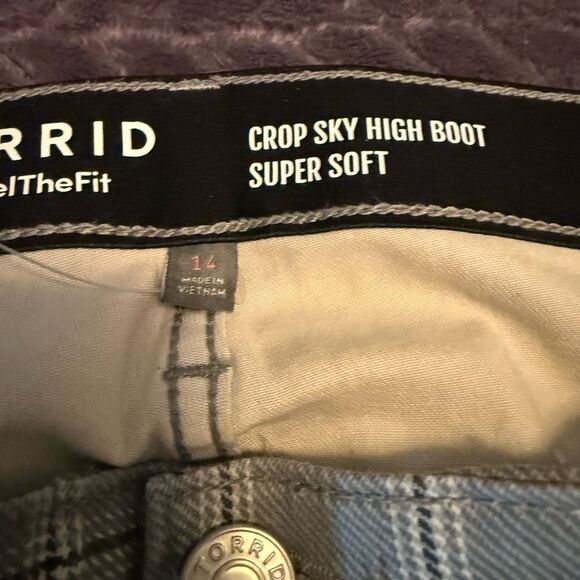 RRID
elTheFit
CROP SKY HIGH BOOT
SUPER SOFT
14
MADE IN
VIETNAM
TORRID